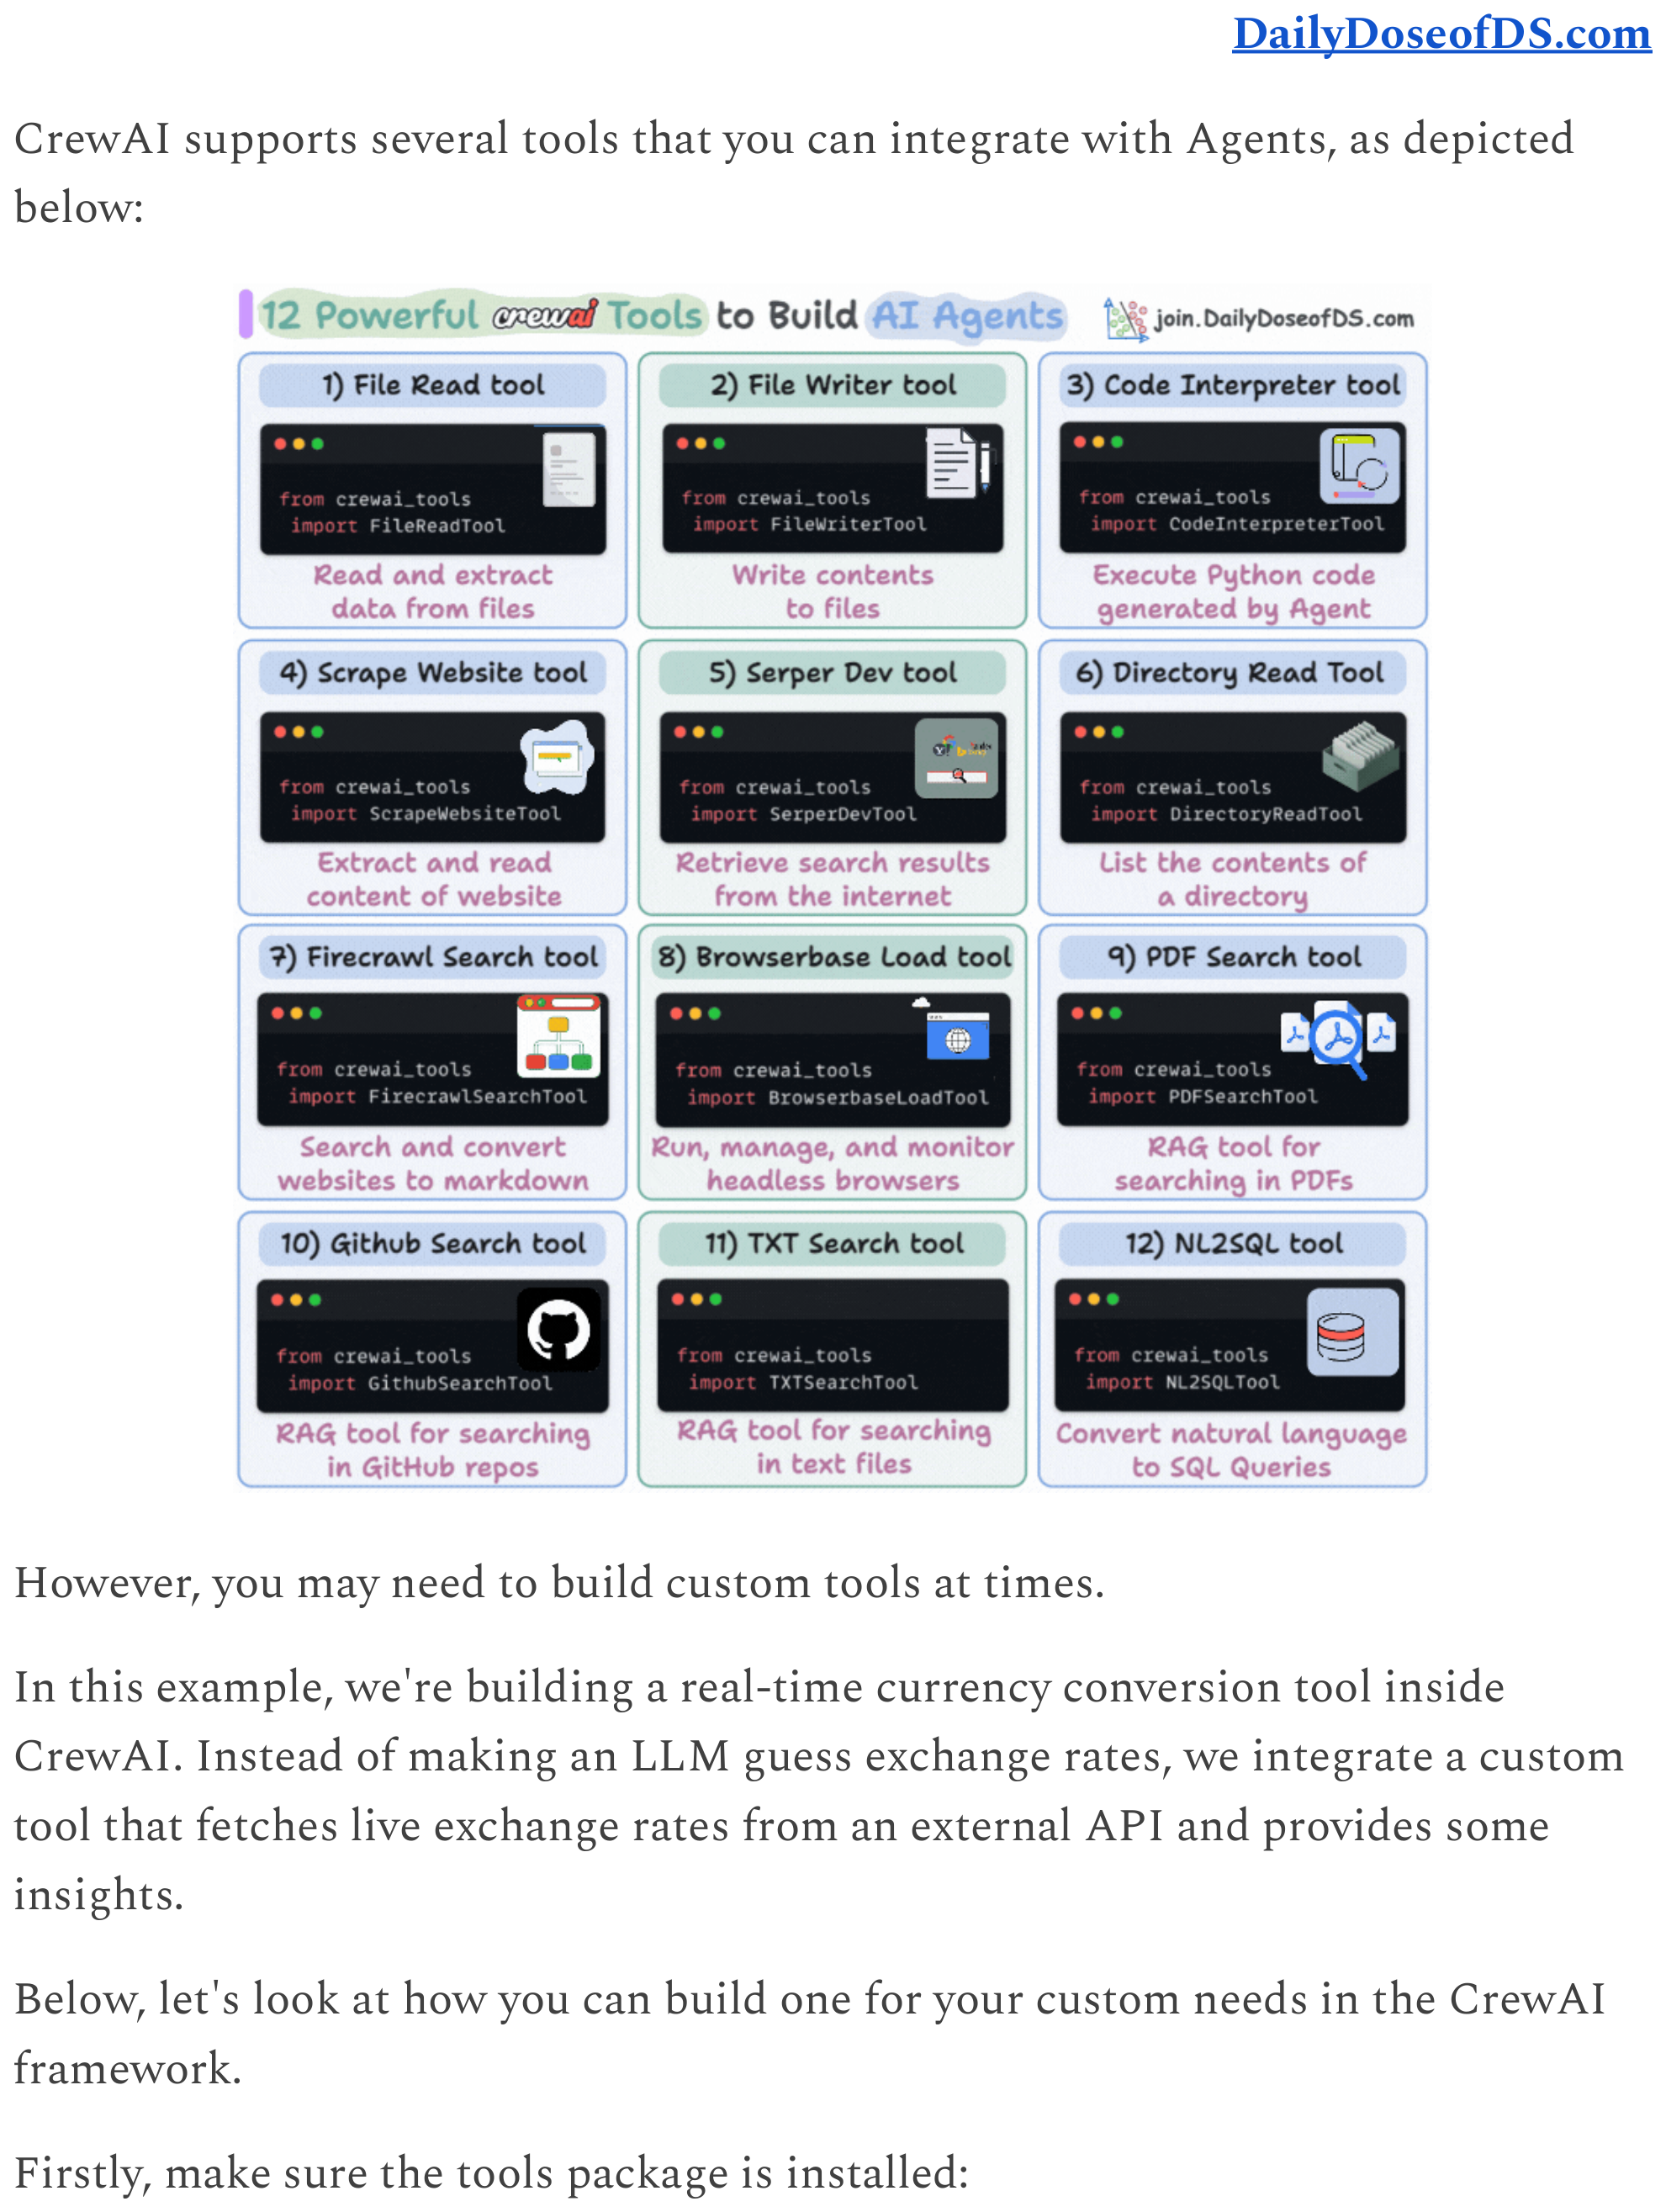 DailyDoseofDS.com
CrewAI supports several tools that you can integrate with Agents, as depicted
below:
12 Powerful crewai Tools to Build AI Agents
join.DailyDoseofDS.com
1) File Read tool
from crewai_tools
import FileReadTool
Read and extract
data from files
2) File Writer tool
from crewai_tools
import FileWriterTool
Write contents
to files
3) Code Interpreter tool
from crewai_tools
import CodeInterpreterTool
Execute Python code
generated by Agent
4) Scrape Website tool
from crewai_tools
import ScrapeWebsiteTool
Extract and read
content of website
5) Serper Dev tool
from crewai_tools
import SerperDevTool
Retrieve search results
from the internet
6) Directory Read Tool
from crewai_tools
import DirectoryReadTool
List the contents of
a directory
7) Firecrawl Search tool
from crewai_tools
import FirecrawlSearchTool
Search and convert
websites to markdown
8) Browserbase Load tool
from crewai_tools
import BrowserbaseLoadTool
Run, manage, and monitor
headless browsers
9) PDF Search tool
from crewai_tools
import PDFSearchTool
RAG tool for
searching in PDFs
10) Github Search tool
from crewai_tools
import GithubSearchTool
RAG tool for searching
in GitHub repos
11) TXT Search tool
from crewai_tools
import TXTSearchTool
RAG tool for searching
in text files
12) NL2SQL tool
from crewai_tools
import NL2SQLTool
Convert natural language
to SQL Queries
However, you may need to build custom tools at times.
In this example, we're building a real-time currency conversion tool inside
CrewAI. Instead of making an LLM guess exchange rates, we integrate a custom
tool that fetches live exchange rates from an external API and provides some
insights.
Below, let's look at how you can build one for your custom needs in the CrewAI
framework.
Firstly, make sure the tools package is installed: